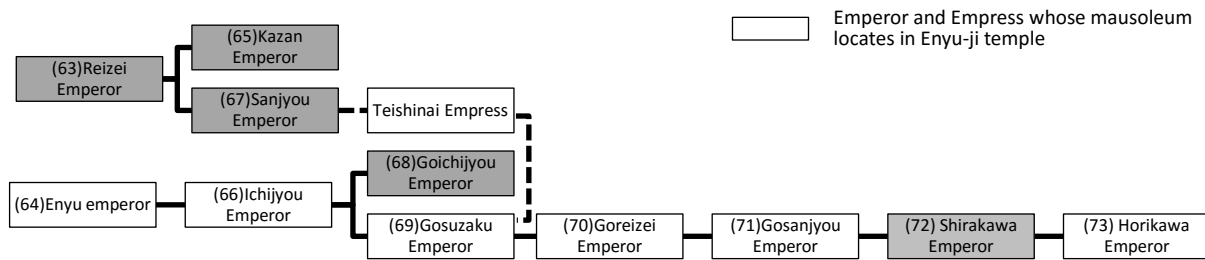 Emperor and Empress whose mausoleum
locates in Enyu-ji temple
(65)Kazan
Emperor
(63)Reizei
Emperor
(67)Sanjyou
Emperor
Teishinai Empress
(68)Goichijyou
Emperor
(64)Enyu emperor
(66)Ichijyou
Emperor
(69)Gosuzaku
Emperor
(70)Goreizei
Emperor
(71)Gosanjyou
Emperor
(72) Shirakawa
Emperor
(73) Horikawa
Emperor